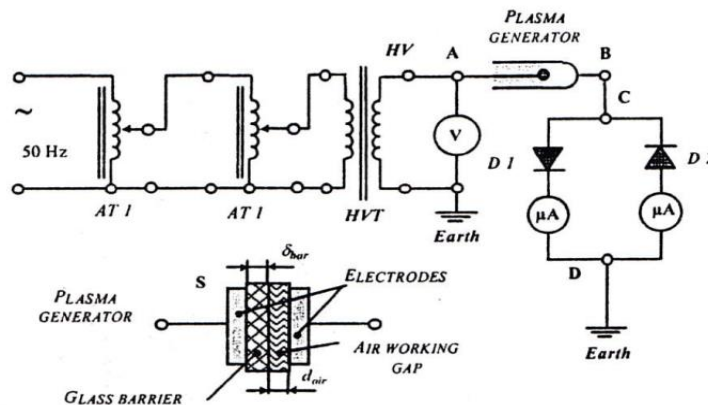 PLASMA
GENERATOR
HV
A
B
C
~
50 Hz
V
D 1
D 2
μA
μA
AT 1
AT 1
HVT
Earth
D
δbar
S
ELECTRODES
PLASMA
GENERATOR
AIR WORKING
GAP
GLASS BARRIER
dair
Earth